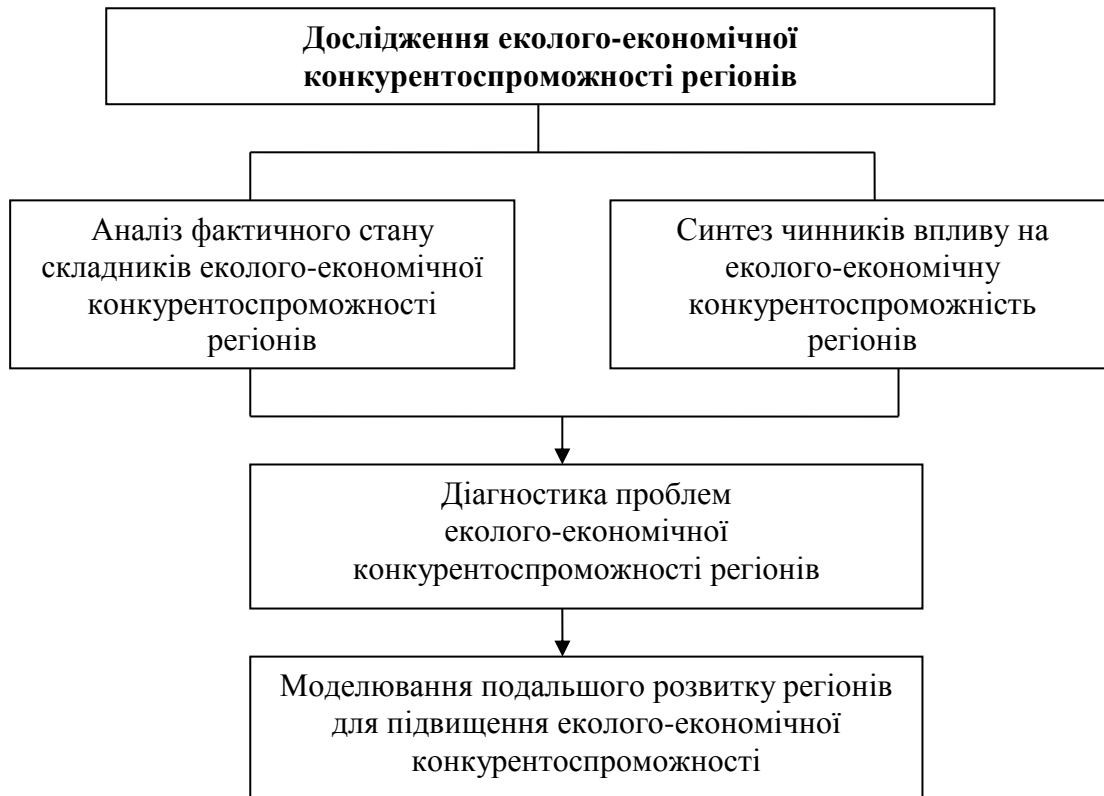 Дослідження еколого-економічної
конкурентоспроможності регіонів
Аналіз фактичного стану
складників еколого-економічної
конкурентоспроможності
регіонів
Синтез чинників впливу на
еколого-економічну
конкурентоспроможність
регіонів
Діагностика проблем
еколого-економічної
конкурентоспроможності регіонів
Моделювання подальшого розвитку регіонів
для підвищення еколого-економічної
конкурентоспроможності